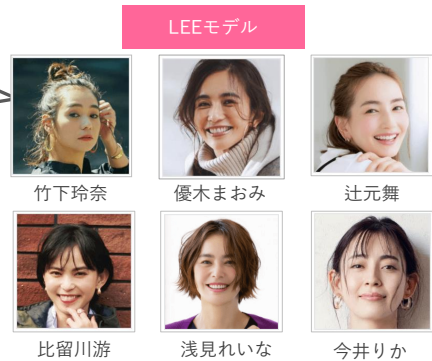 LEEモデル
竹下玲奈
優木まおみ
辻元舞
比留川游
浅見れいな
今井りか